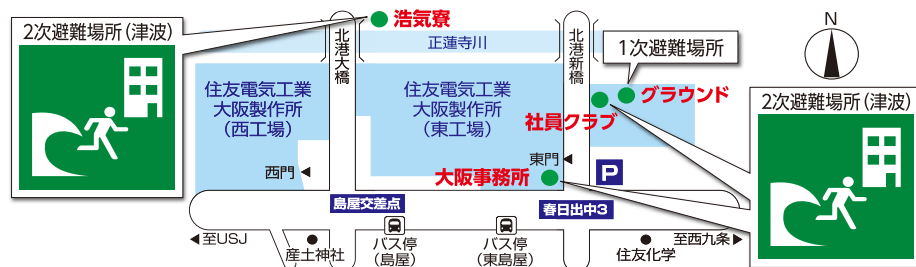 2次避難場所（津波）
浩気寮
北港大橋
正蓮寺川
北港新橋
1次避難場所
N
住友電気工業
大阪製作所
（西工場）
住友電気工業
大阪製作所
（東工場）
グラウンド
社員クラブ
2次避難場所（津波）
西門
東門
大阪事務所
P
島屋交差点
春日出中3
至USJ
産土神社
バス停
（島屋）
バス停
（東島屋）
住友化学
至西九条